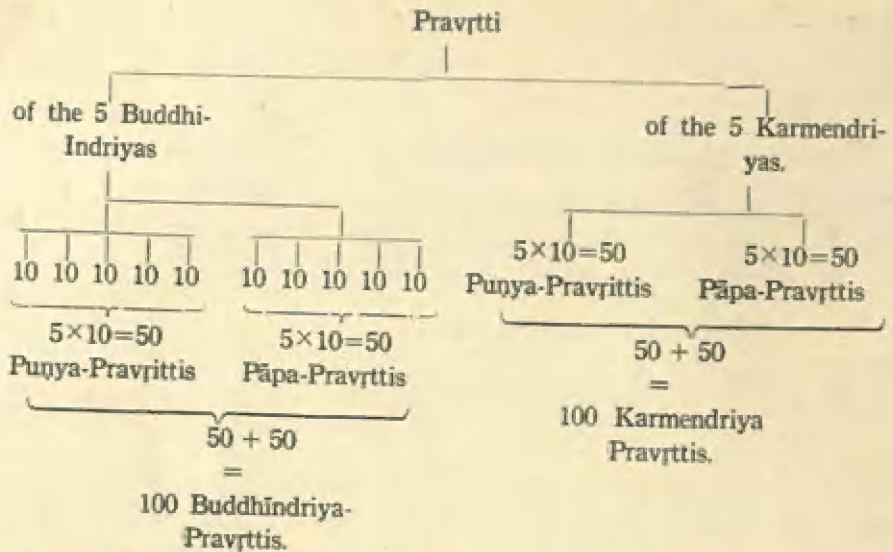 Pravṛtti
of the 5 Buddhi-
Indriyas
10 10 10 10 10
10 10 10 10 10
5×10=50
Puṇya-Pravṛittis
5×10=50
Pāpa-Pravṛttis
50 + 50
=
100 Buddhīndriya-
Pravṛttis.
of the 5 Karmendri-
yas.
5×10=50
Puṇya-Pravṛittis
5×10=50
Pāpa-Pravṛttis
50 + 50
=
100 Karmendriya
Pravṛttis.